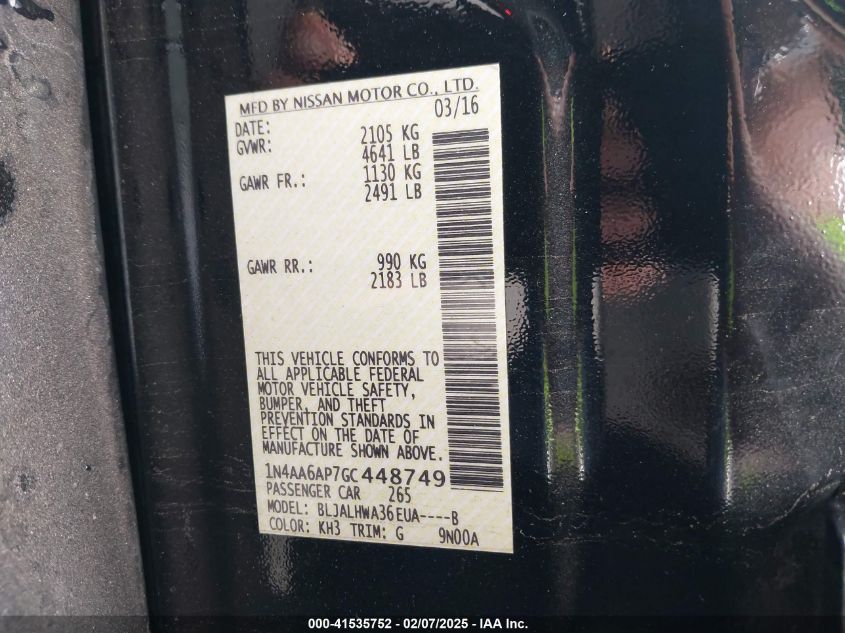 MFD BY NISSAN MOTOR CO., LTD.
DATE: 03/16
GVWR: 2105 KG
4641 LB
GAWR FR.: 1130 KG
2491 LB
GAWR RR.: 990 KG
2183 LB
THIS VEHICLE CONFORMS TO
ALL APPLICABLE FEDERAL
MOTOR VEHICLE SAFETY,
BUMPER, AND THEFT
PREVENTION STANDARDS IN
EFFECT ON THE DATE OF
MANUFACTURE SHOWN ABOVE.
1N4AA6AP7GC448749
PASSENGER CAR 265
MODEL: BLJALHWA36EUA----B
COLOR: KH3 TRIM: G 9N00A
000-41535752 — 02/07/2025 — IAA Inc.